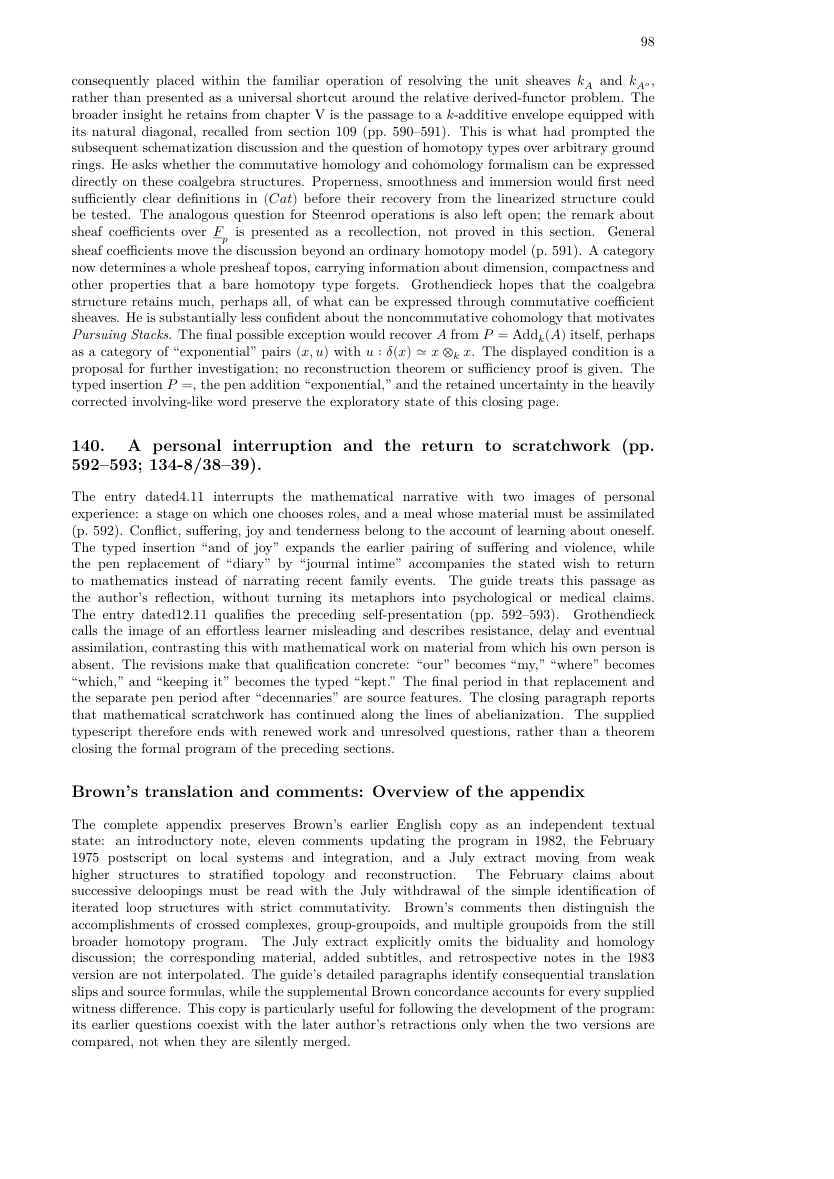 98
consequently placed within the familiar operation of resolving the unit sheaves k_A and k_{A^o},
rather than presented as a universal shortcut around the relative derived-functor problem. The
broader insight he retains from chapter V is the passage to a k-additive envelope equipped with
its natural diagonal, recalled from section 109 (pp. 590–591). This is what had prompted the
subsequent schematization discussion and the question of homotopy types over arbitrary ground
rings. He asks whether the commutative homology and cohomology formalism can be expressed
directly on these coalgebra structures. Properness, smoothness and immersion would first need
sufficiently clear definitions in (Cat) before their recovery from the linearized structure could
be tested. The analogous question for Steenrod operations is also left open; the remark about
sheaf coefficients over F_p is presented as a recollection, not proved in this section. General
sheaf coefficients move the discussion beyond an ordinary homotopy model (p. 591). A category
now determines a whole presheaf topos, carrying information about dimension, compactness and
other properties that a bare homotopy type forgets. Grothendieck hopes that the coalgebra
structure retains much, perhaps all, of what can be expressed through commutative coefficient
sheaves. He is substantially less confident about the noncommutative cohomology that motivates
Pursuing Stacks. The final possible exception would recover A from P = Add_k(A) itself, perhaps
as a category of “exponential” pairs (x, u) with u : δ(x) ≃ x ⊗_k x. The displayed condition is a
proposal for further investigation; no reconstruction theorem or sufficiency proof is given. The
typed insertion P =, the pen addition “exponential,” and the retained uncertainty in the heavily
corrected involving-like word preserve the exploratory state of this closing page.
140. A personal interruption and the return to scratchwork (pp.
592–593; 134-8/38–39).
The entry dated4.11 interrupts the mathematical narrative with two images of personal
experience: a stage on which one chooses roles, and a meal whose material must be assimilated
(p. 592). Conflict, suffering, joy and tenderness belong to the account of learning about oneself.
The typed insertion “and of joy” expands the earlier pairing of suffering and violence, while
the pen replacement of “diary” by “journal intime” accompanies the stated wish to return
to mathematics instead of narrating recent family events. The guide treats this passage as
the author’s reflection, without turning its metaphors into psychological or medical claims.
The entry dated12.11 qualifies the preceding self-presentation (pp. 592–593). Grothendieck
calls the image of an effortless learner misleading and describes resistance, delay and eventual
assimilation, contrasting this with mathematical work on material from which his own person is
absent. The revisions make that qualification concrete: “our” becomes “my,” “where” becomes
“which,” and “keeping it” becomes the typed “kept.” The final period in that replacement and
the separate pen period after “decennaries” are source features. The closing paragraph reports
that mathematical scratchwork has continued along the lines of abelianization. The supplied
typescript therefore ends with renewed work and unresolved questions, rather than a theorem
closing the formal program of the preceding sections.
Brown’s translation and comments: Overview of the appendix
The complete appendix preserves Brown’s earlier English copy as an independent textual
state: an introductory note, eleven comments updating the program in 1982, the February
1975 postscript on local systems and integration, and a July extract moving from weak
higher structures to stratified topology and reconstruction. The February claims about
successive deloopings must be read with the July withdrawal of the simple identification of
iterated loop structures with strict commutativity. Brown’s comments then distinguish the
accomplishments of crossed complexes, group-groupoids, and multiple groupoids from the still
broader homotopy program. The July extract explicitly omits the biduality and homology
discussion; the corresponding material, added subtitles, and retrospective notes in the 1983
version are not interpolated. The guide’s detailed paragraphs identify consequential translation
slips and source formulas, while the supplemental Brown concordance accounts for every supplied
witness difference. This copy is particularly useful for following the development of the program:
its earlier questions coexist with the later author’s retractions only when the two versions are
compared, not when they are silently merged.